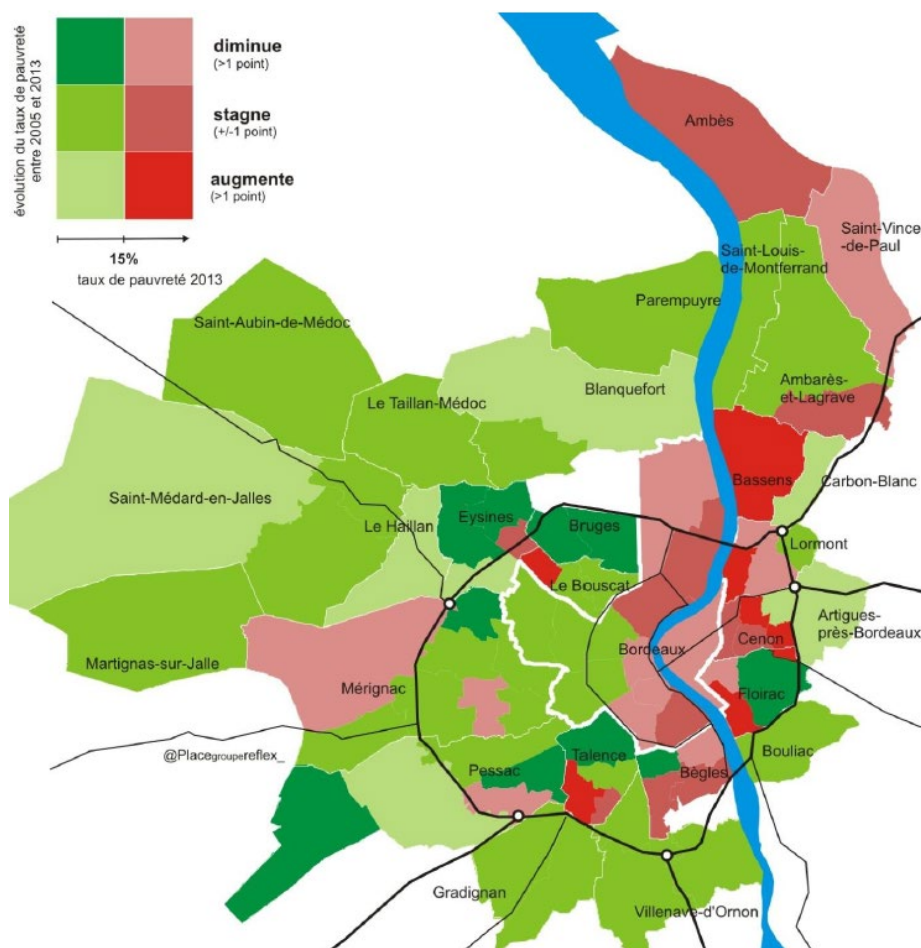 évolution du taux de pauvreté
entre 2005 et 2013
diminue
(>1 point)
stagne
(+/-1 point)
augmente
(>1 point)
15%
taux de pauvreté 2013
Ambès
Saint-Vince
-de-Paul
Saint-Louis-
de-Montferrand
Parempuyre
Saint-Aubin-de-Médoc
Blanquefort
Ambarès-
et-Lagrave
Le Taillan-Médoc
Bassens
Carbon-Blanc
Saint-Médard-en-Jalles
Le Haillan
Eysines
Bruges
Lormont
Le Bouscat
Artigues-
près-Bordeaux
Cenon
Bordeaux
Martignas-sur-Jalle
Mérignac
Floirac
@Placegroupereflex_
Bouliac
Talence
Pessac
Bègles
Gradignan
Villenave-d'Ornon